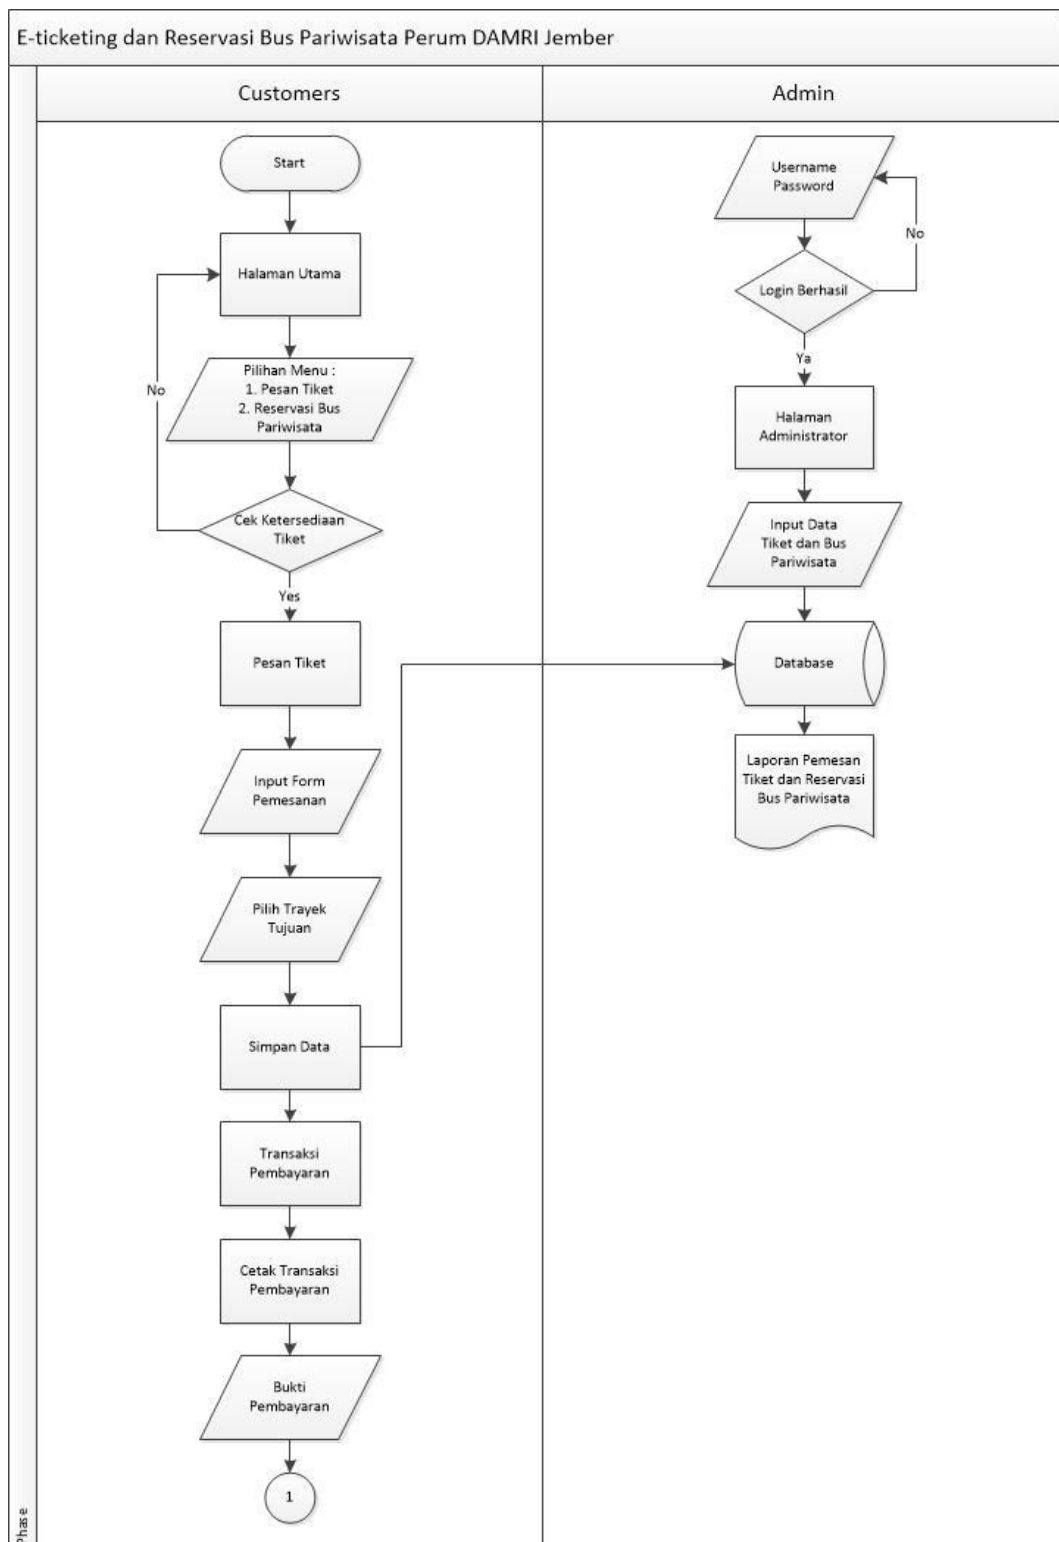 E-ticketing dan Reservasi Bus Pariwisata Perum DAMRI Jember
Customers
Admin
Start
Halaman Utama
Pilihan Menu :
1. Pesan Tiket
2. Reservasi Bus
Pariwisata
No
Cek Ketersediaan
Tiket
Yes
Pesan Tiket
Input Form
Pemesanan
Pilih Trayek
Tujuan
Simpan Data
Transaksi
Pembayaran
Cetak Transaksi
Pembayaran
Bukti
Pembayaran
1
Username
Password
No
Login Berhasil
Ya
Halaman
Administrator
Input Data
Tiket dan Bus
Pariwisata
Database
Laporan Pemesan
Tiket dan Reservasi
Bus Pariwisata
Phase